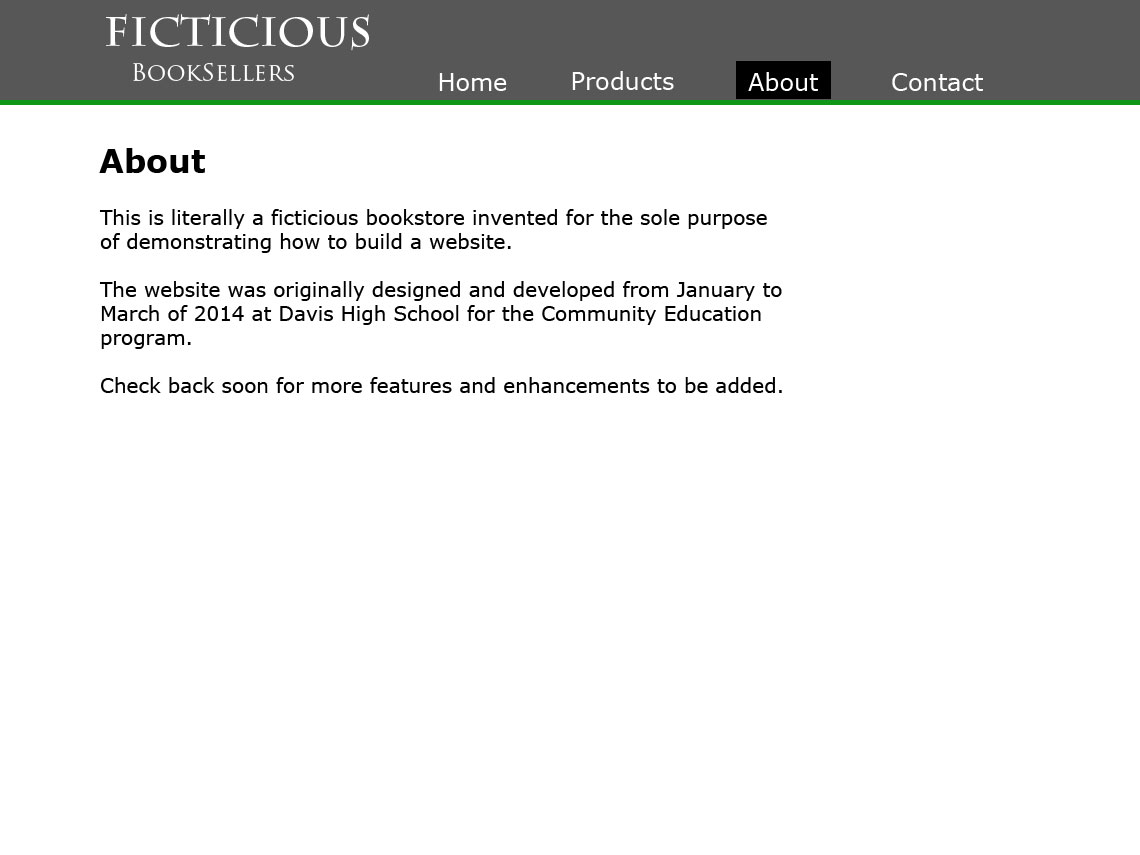 FICTICIOUS
BOOKSELLERS
Home Products About Contact
About
This is literally a ficticious bookstore invented for the sole purpose
of demonstrating how to build a website.
The website was originally designed and developed from January to
March of 2014 at Davis High School for the Community Education
program.
Check back soon for more features and enhancements to be added.